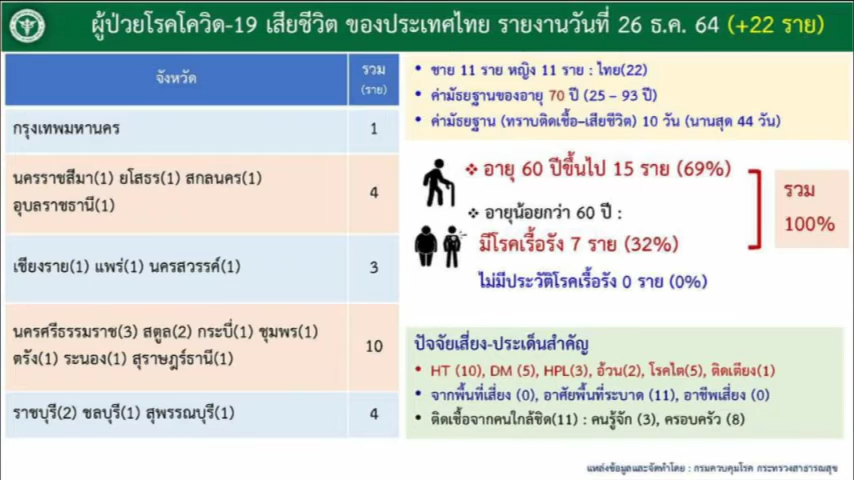 ผู้ป่วยโรคโควิด-19 เสียชีวิต ของประเทศไทย รายงานวันที่ 26 ธ.ค. 64 (+22 ราย)
จังหวัด
รวม
(ราย)
กรุงเทพมหานคร
1
นครราชสีมา(1) ยโสธร(1) สกลนคร(1)
อุบลราชธานี(1)
4
เชียงราย(1) แพร่(1) นครสวรรค์(1)
3
นครศรีธรรมราช(3) สตูล(2) กระบี่(1) ชุมพร(1)
ตรัง(1) ระนอง(1) สุราษฎร์ธานี(1)
10
ราชบุรี(2) ชลบุรี(1) สุพรรณบุรี(1)
4
• ชาย 11 ราย หญิง 11 ราย : ไทย(22)
• ค่ามัธยฐานของอายุ 70 ปี (25 – 93 ปี)
• ค่ามัธยฐาน (ทราบติดเชื้อ–เสียชีวิต) 10 วัน (นานสุด 44 วัน)
❖ อายุ 60 ปีขึ้นไป 15 ราย (69%)
❖ อายุน้อยกว่า 60 ปี :
มีโรคเรื้อรัง 7 ราย (32%)
ไม่มีประวัติโรคเรื้อรัง 0 ราย (0%)
รวม
100%
ปัจจัยเสี่ยง-ประเด็นสำคัญ
• HT (10), DM (5), HPL(3), อ้วน(2), โรคไต(5), ติดเตียง(1)
• จากพื้นที่เสี่ยง (0), อาศัยพื้นที่ระบาด (11), อาชีพเสี่ยง (0)
• ติดเชื้อจากคนใกล้ชิด(11) : คนรู้จัก (3), ครอบครัว (8)
แหล่งข้อมูลและจัดทำโดย : กรมควบคุมโรค กระทรวงสาธารณสุข